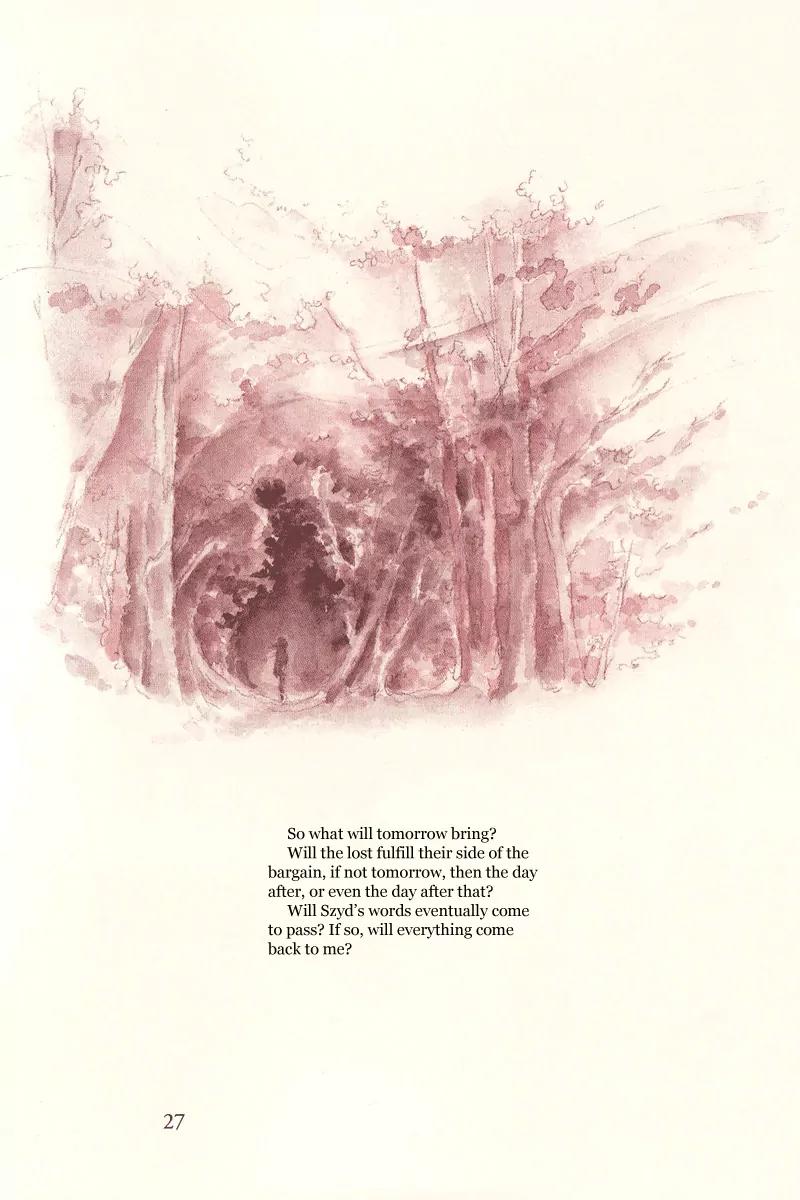 So what will tomorrow bring?
Will the lost fulfill their side of the
bargain, if not tomorrow, then the day
after, or even the day after that?
Will Szyd’s words eventually come
to pass? If so, will everything come
back to me?
27